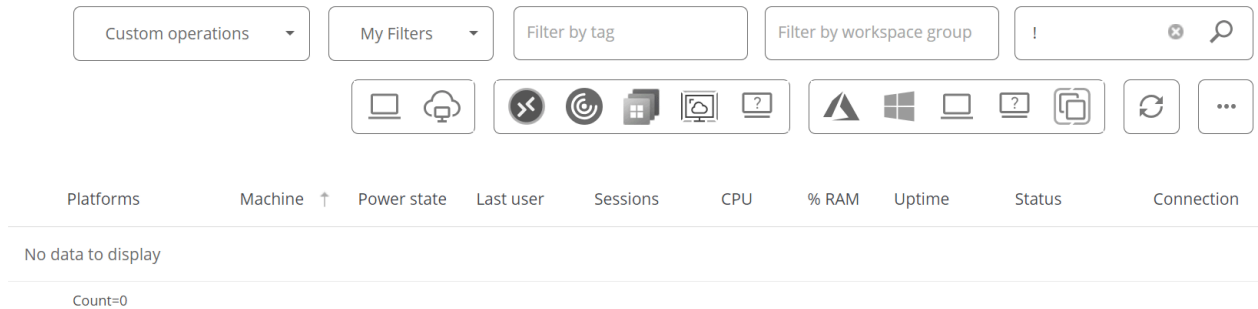 Custom operations My Filters Filter by tag Filter by workspace group !
? ? ...
Platforms Machine ↑ Power state Last user Sessions CPU % RAM Uptime Status Connection
No data to display
Count=0